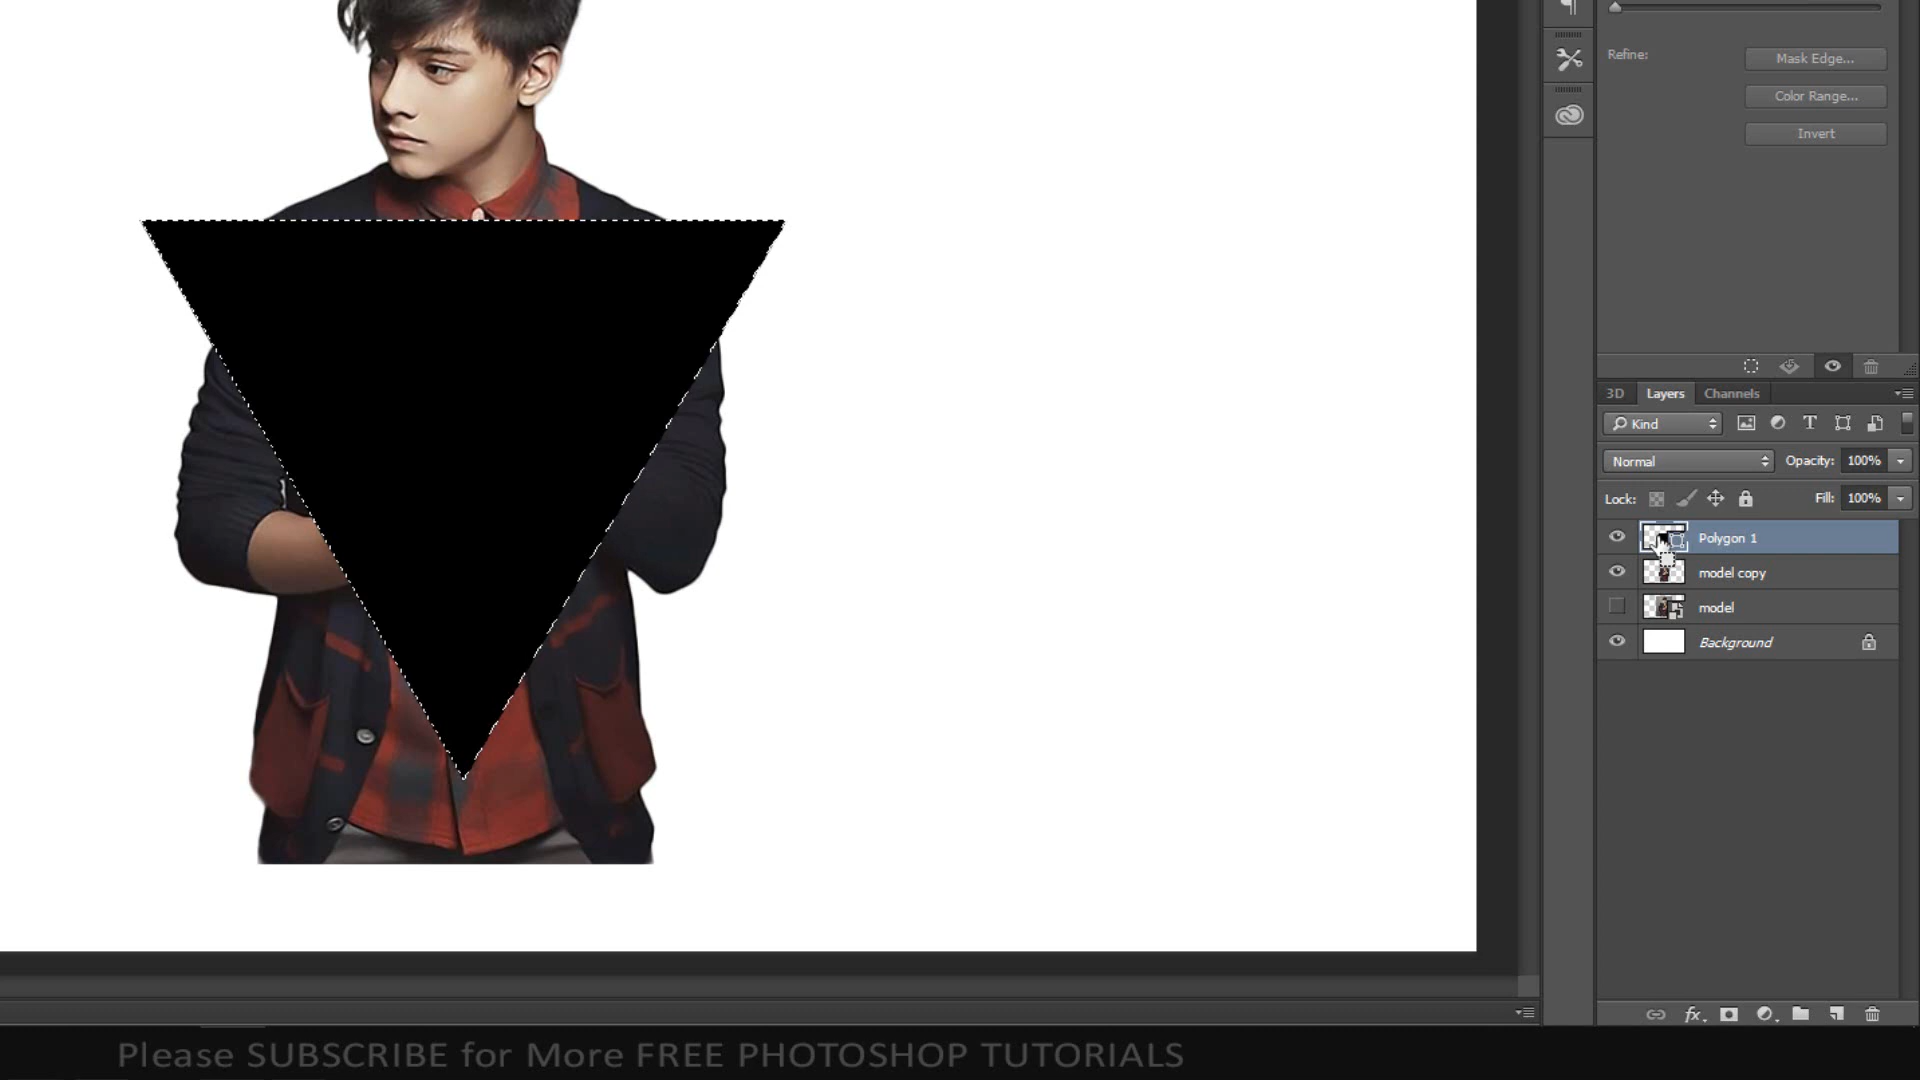 Refine:
Mask Edge...
Color Range...
Invert
3D Layers Channels
Kind
Normal Opacity: 100%
Lock: Fill: 100%
Polygon 1
model copy
model
Background
fx
Please SUBSCRIBE for More FREE PHOTOSHOP TUTORIALS